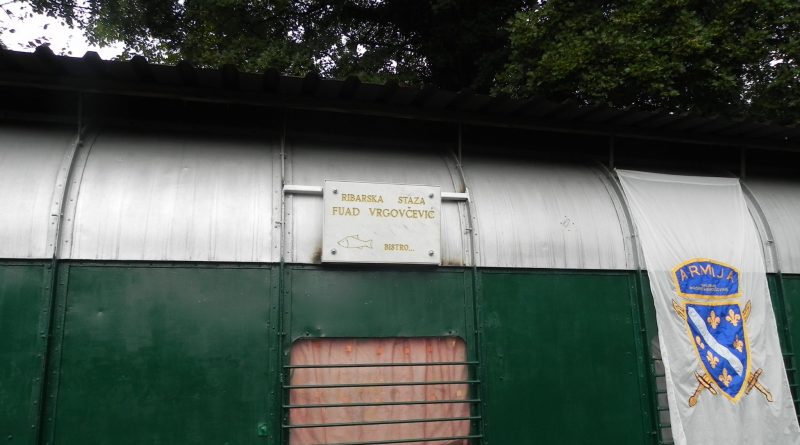 RIBARSKA STAZA
FUAD VRGOVČEVIĆ
BISTRO...
ARMIJA